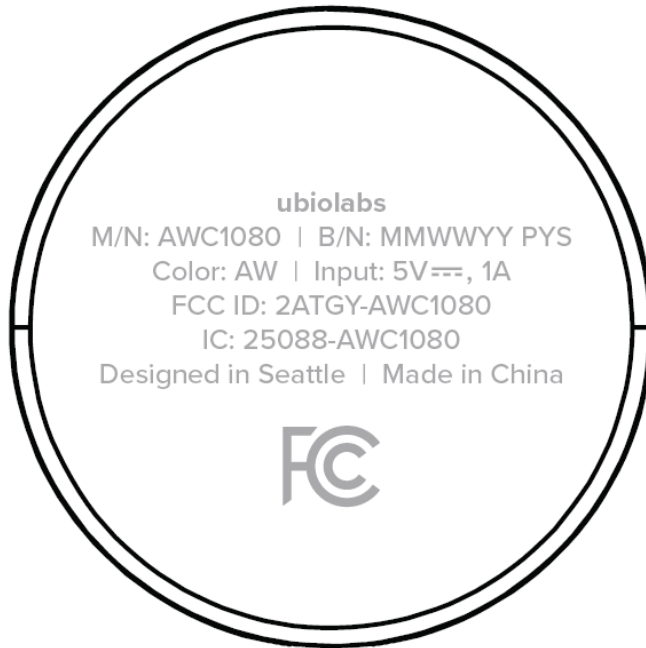 ubiolabs
M/N: AWC1080 | B/N: MMWWYY PYS
Color: AW | Input: 5V⎓, 1A
FCC ID: 2ATGY-AWC1080
IC: 25088-AWC1080
Designed in Seattle | Made in China
FC